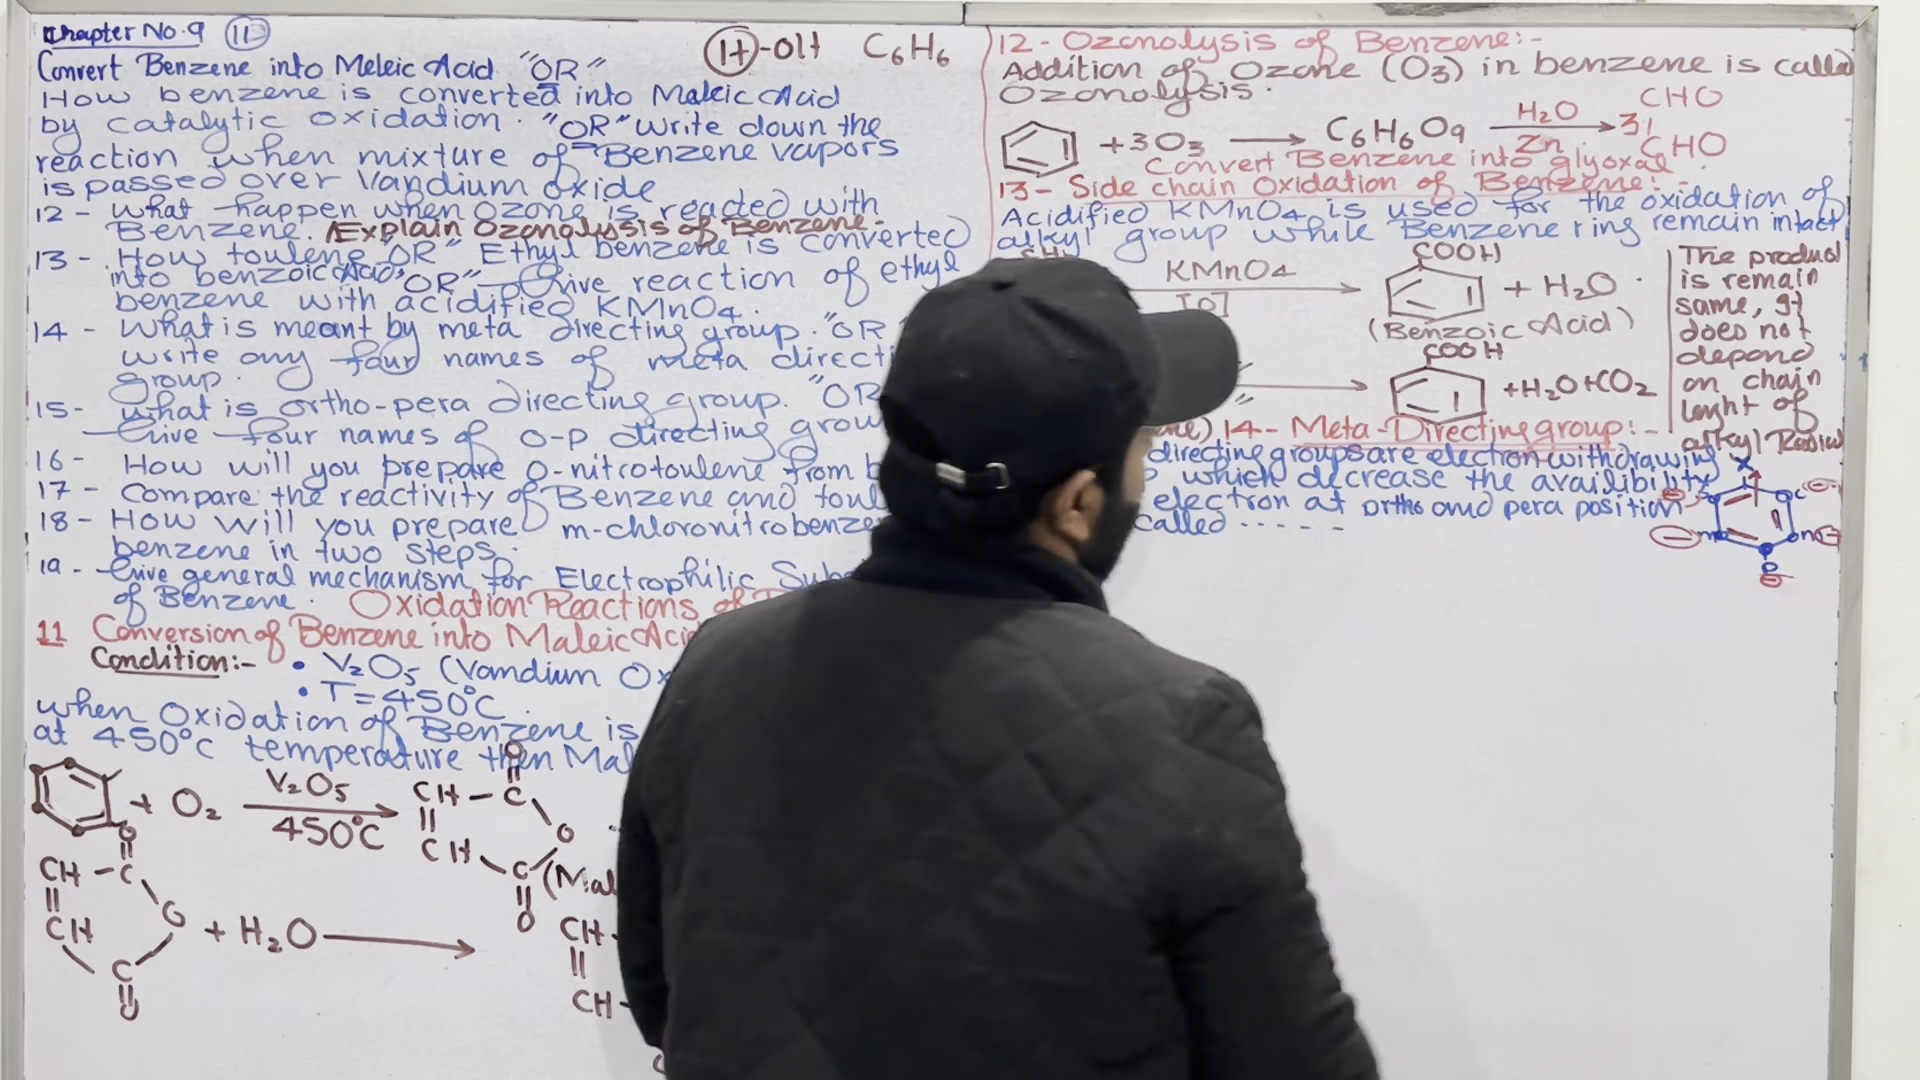 Chapter No.9 (11)
Convert Benzene into Meleic Acid "OR"
How benzene is converted into Maleic Acid
by catalytic oxidation. "OR" Write down the
reaction when mixture of Benzene vapors
is passed over Vandium oxide
12 - What happen when Ozone is reacted with
Benzene. Explain Ozonolysis of Benzene.
13 - How toulene "OR" Ethyl benzene is converted
into benzoic Acid, "OR" Give reaction of ethyl
benzene with acidified KMnO4.
14 - What is meant by meta directing group. "OR
write any four names of meta directi
group.
15 - What is ortho-pera directing group. "OR
Give four names of o-p directing grou
16 - How will you prepare o-nitrotoulene from b
17 - Compare the reactivity of Benzene and toul
18 - How will you prepare m-chloronitrobenze
benzene in two steps.
19 - Give general mechanism for Electrophilic Subs
of Benzene.
Oxidation Reactions of
11 Conversion of Benzene into Maleic Acid
Condition:-
• V2O5 (Vamdium Ox
• T = 450°C
when Oxidation of Benzene is
at 450°C temperature then Mal
+ O2 V2O5 450°C
CH - C
O
CH C
O (Mal
O
CH - C
O
CH
C
O
+ H2O
CH
CH
H-OH C6H6
12 - Ozonolysis of Benzene:-
Addition of Ozone (O3) in benzene is called
Ozonolysis.
+3O3 C6H6O9 H2O Zn 3 CHO
CHO
Convert Benzene into glyoxal
13 - Side chain Oxidation of Benzene:-
Acidified KMnO4 is used for the oxidation of
alkyl group while Benzene ring remain intact
KMnO4 [O]
COOH
+ H2O
(Benzoic Acid)
COOH
+H2O+CO2
The product
is remain
same, It
does not
depend
on chain
lenght of
alkyl Radical
14 - Meta-Directing group:-
directing groups are electron withdrawing
which decrease the availibility
electron at ortho and pera position
called -----
X
o
o
m
m
P